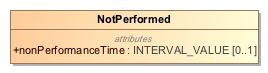 NotPerformed
attributes
+nonPerformanceTime : INTERVAL_VALUE [0..1]